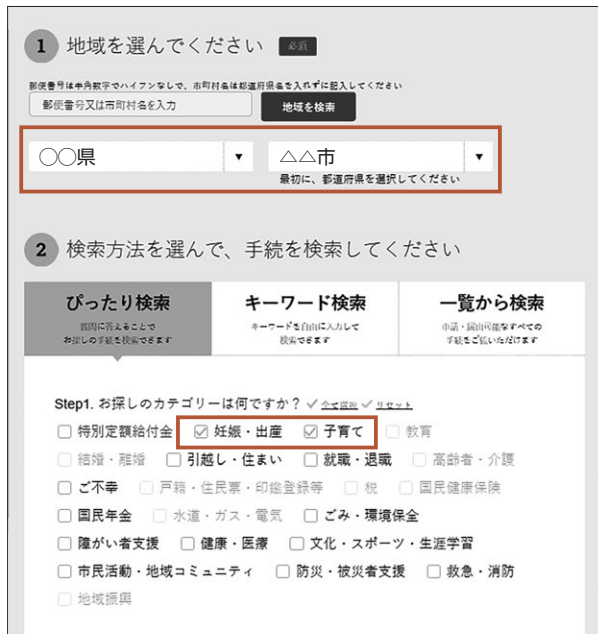 1 地域を選んでください 必須
郵便番号は半角数字でハイフンなしで、市町村名は都道府県名を入れずに記入してください
郵便番号又は市町村名を入力 地域を検索
○○県 ▼ △△市 ▼
最初に、都道府県を選択してください
2 検索方法を選んで、手続を検索してください
ぴったり検索 キーワード検索 一覧から検索
質問に答えることで キーワードを自由に入力して 申請・届出可能なすべての
お探しの手続を検索できます 検索できます 手続をご覧いただけます
Step1. お探しのカテゴリーは何ですか？ 全て選択 リセット
特別定額給付金 妊娠・出産 子育て 教育
結婚・離婚 引越し・住まい 就職・退職 高齢者・介護
ご不幸 戸籍・住民票・印鑑登録等 税 国民健康保険
国民年金 水道・ガス・電気 ごみ・環境保全
障がい者支援 健康・医療 文化・スポーツ・生涯学習
市民活動・地域コミュニティ 防災・被災者支援 救急・消防
地域振興